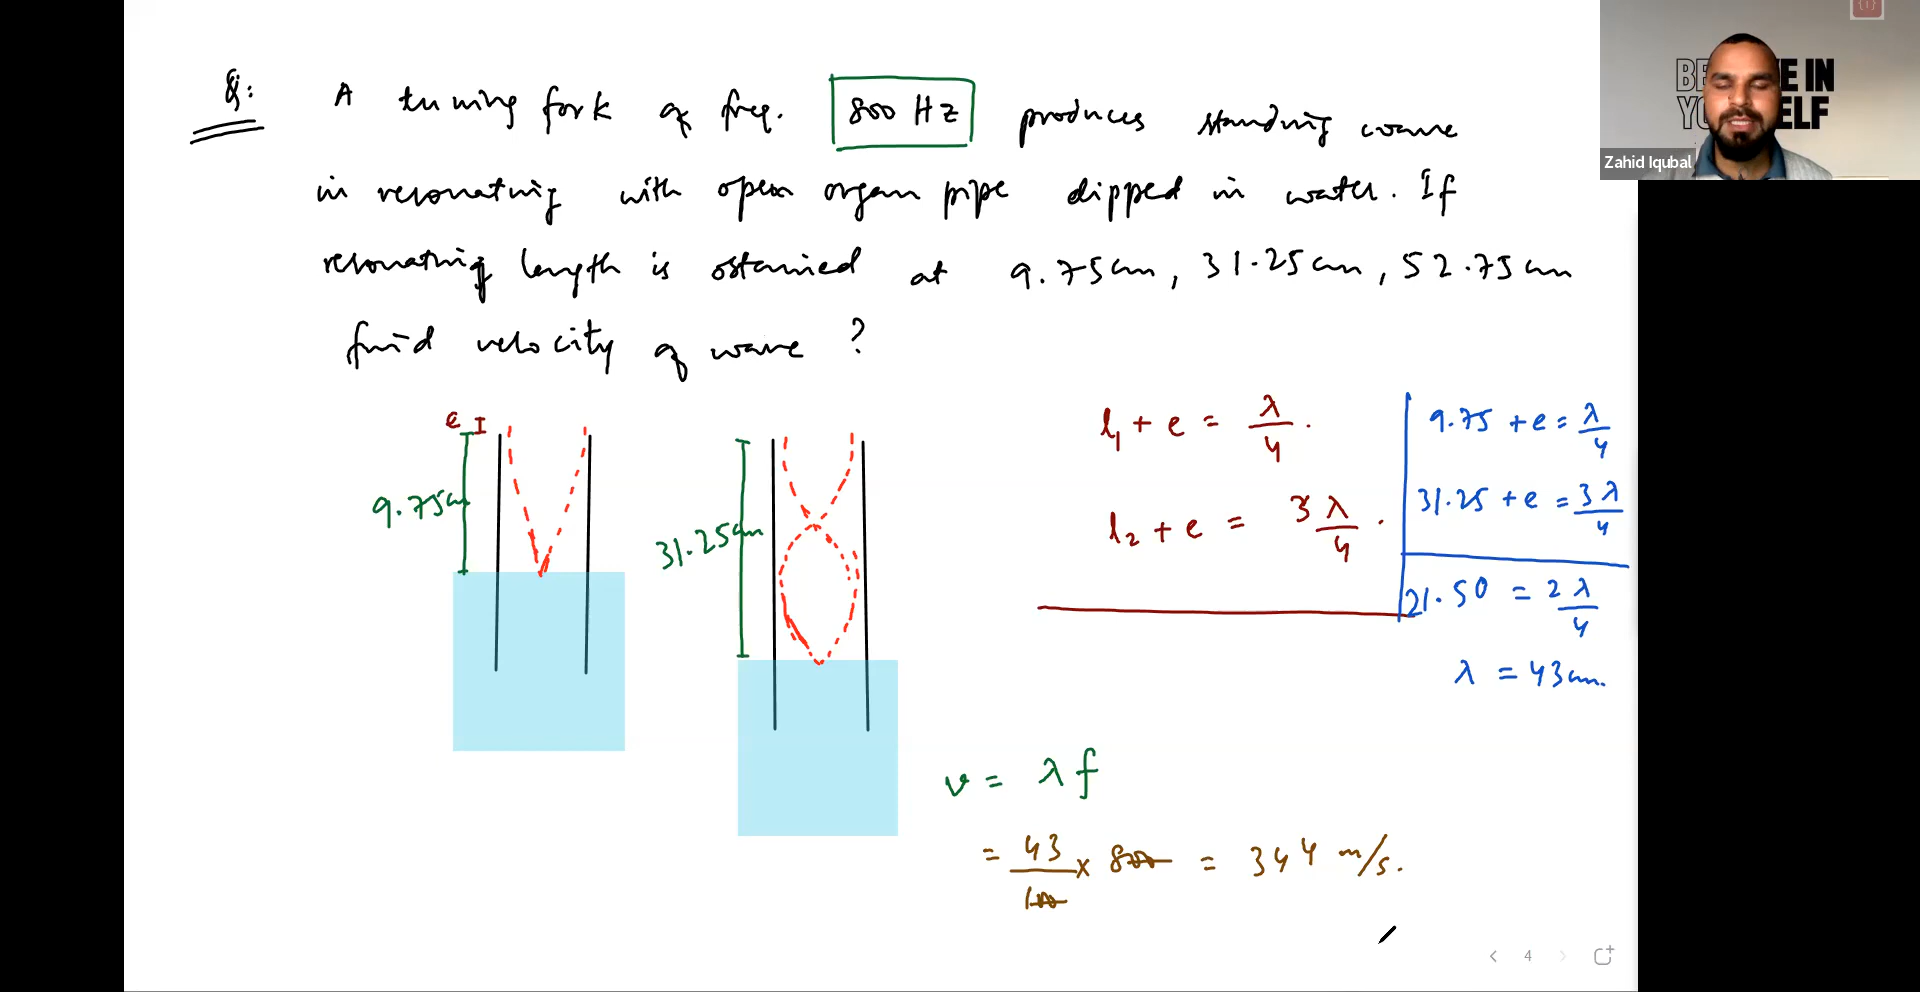 Q:
A tuning fork of freq. 800 Hz produces standing wave
in resonating with open organ pipe dipped in water. If
resonating length is obtained at 9.75cm, 31.25cm, 52.75cm
find velocity of wave?
e
9.75cm
31.25cm
l₁ + e = λ/4.
l₂ + e = 3λ/4.
9.75 + e = λ/4
31.25 + e = 3λ/4
21.50 = 2λ/4
λ = 43cm.
v = λf
= 43/100 × 800 = 344 m/s.
BE IN
YO ELF
Zahid Iqubal
4